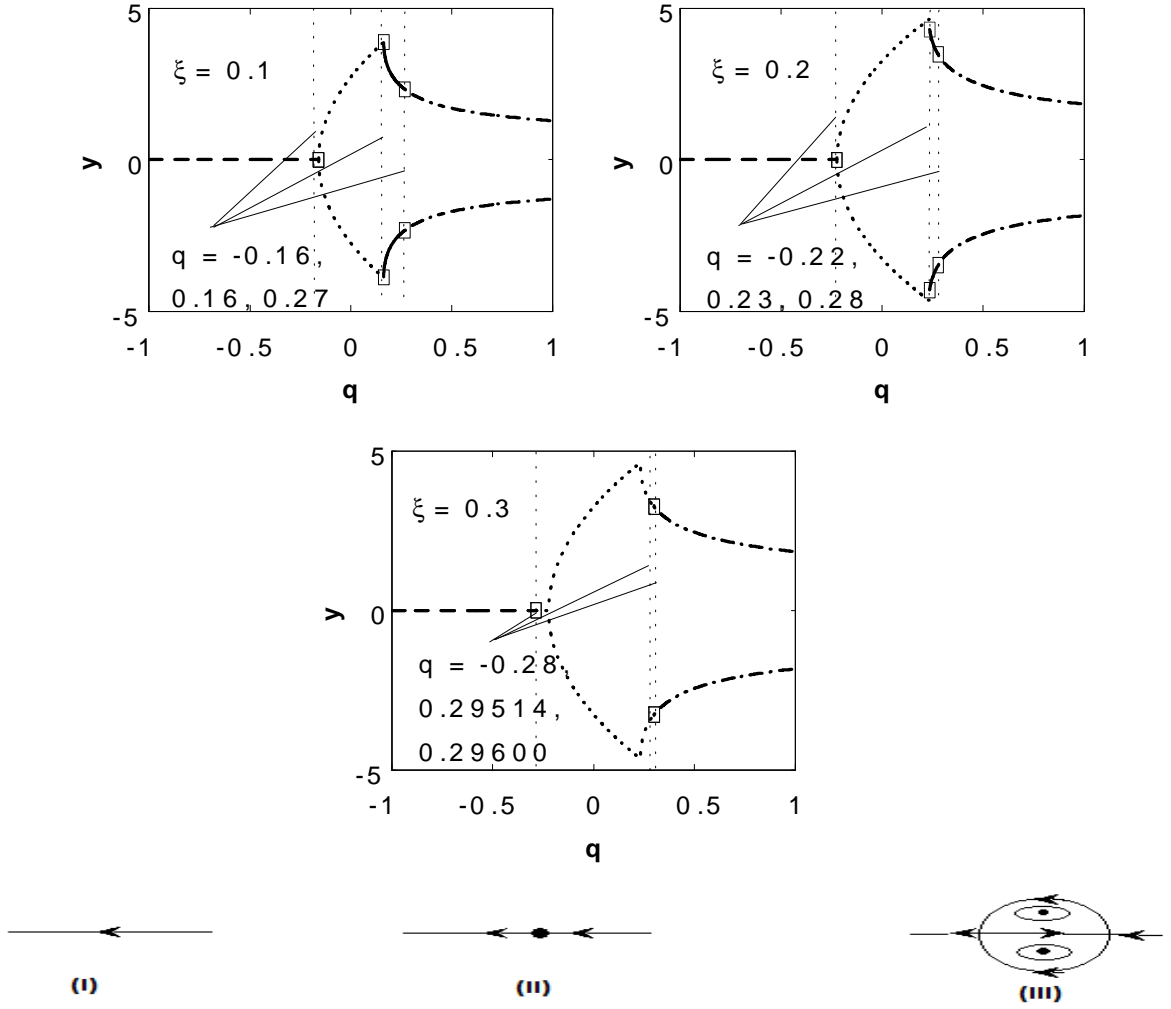 5
0
-5
y
ξ = 0.1
q = -0.16,
0.16, 0.27
-1 -0.5 0 0.5 1
q
5
0
-5
y
ξ = 0.2
q = -0.22,
0.23, 0.28
-1 -0.5 0 0.5 1
q
5
0
-5
y
ξ = 0.3
q = -0.28,
0.29514,
0.29600
-1 -0.5 0 0.5 1
q
(I) (II) (III)